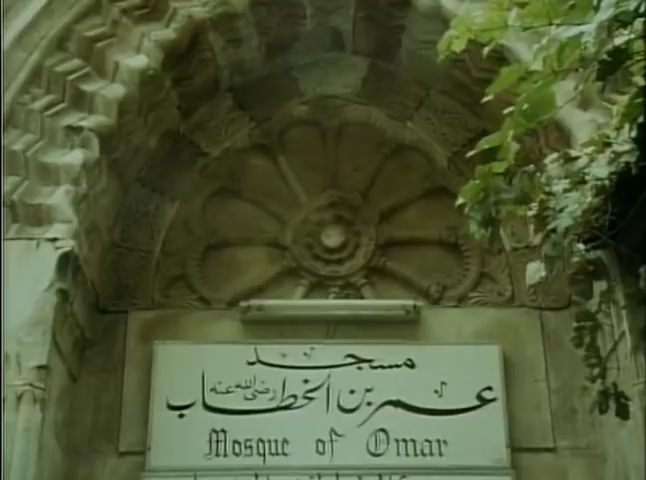 مسجد
عمر بن الخطاب رضي الله عنه
Mosque of Omar